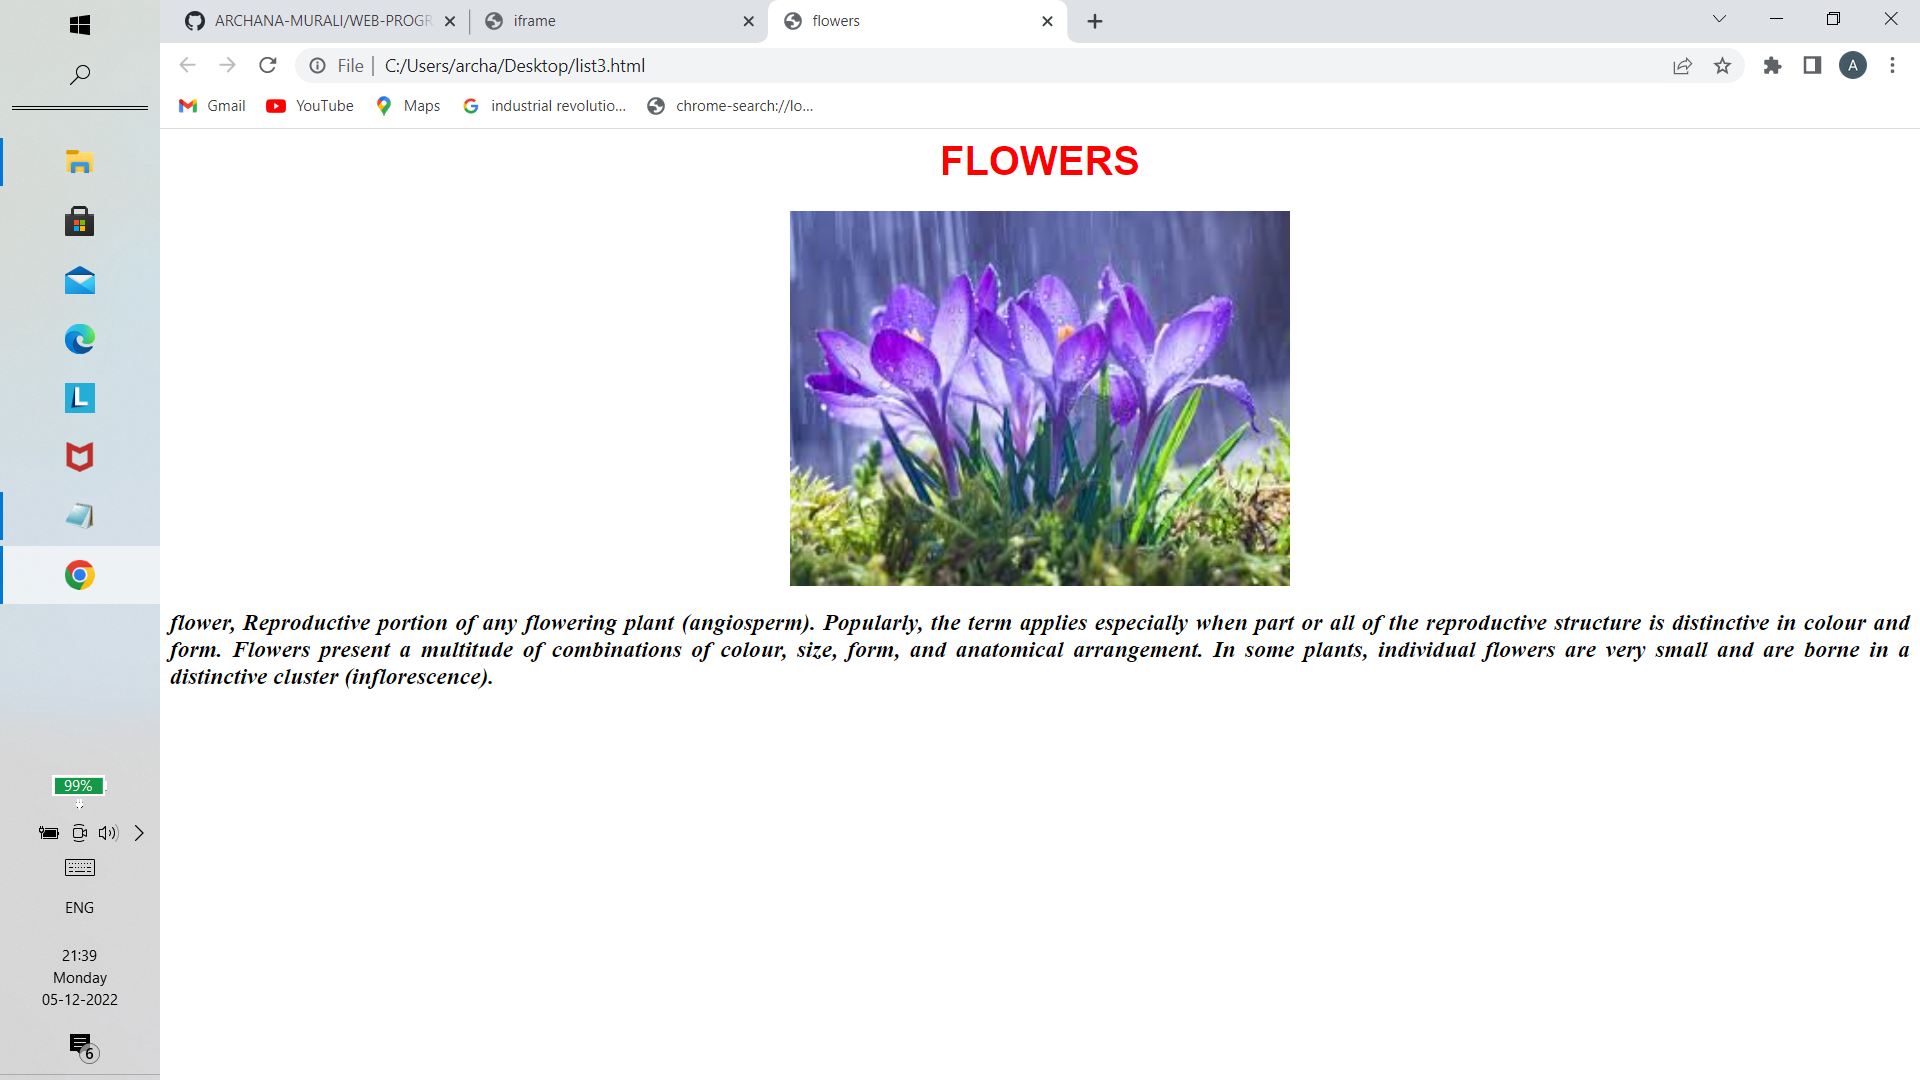 ARCHANA-MURALI/WEB-PROGR
iframe
flowers
File
C:/Users/archa/Desktop/list3.html
A
Gmail
YouTube
Maps
industrial revolutio...
chrome-search://lo...
FLOWERS
flower, Reproductive portion of any flowering plant (angiosperm). Popularly, the term applies especially when part or all of the reproductive structure is distinctive in colour and
form. Flowers present a multitude of combinations of colour, size, form, and anatomical arrangement. In some plants, individual flowers are very small and are borne in a
distinctive cluster (inflorescence).
L
99%
ENG
21:39
Monday
05-12-2022
6